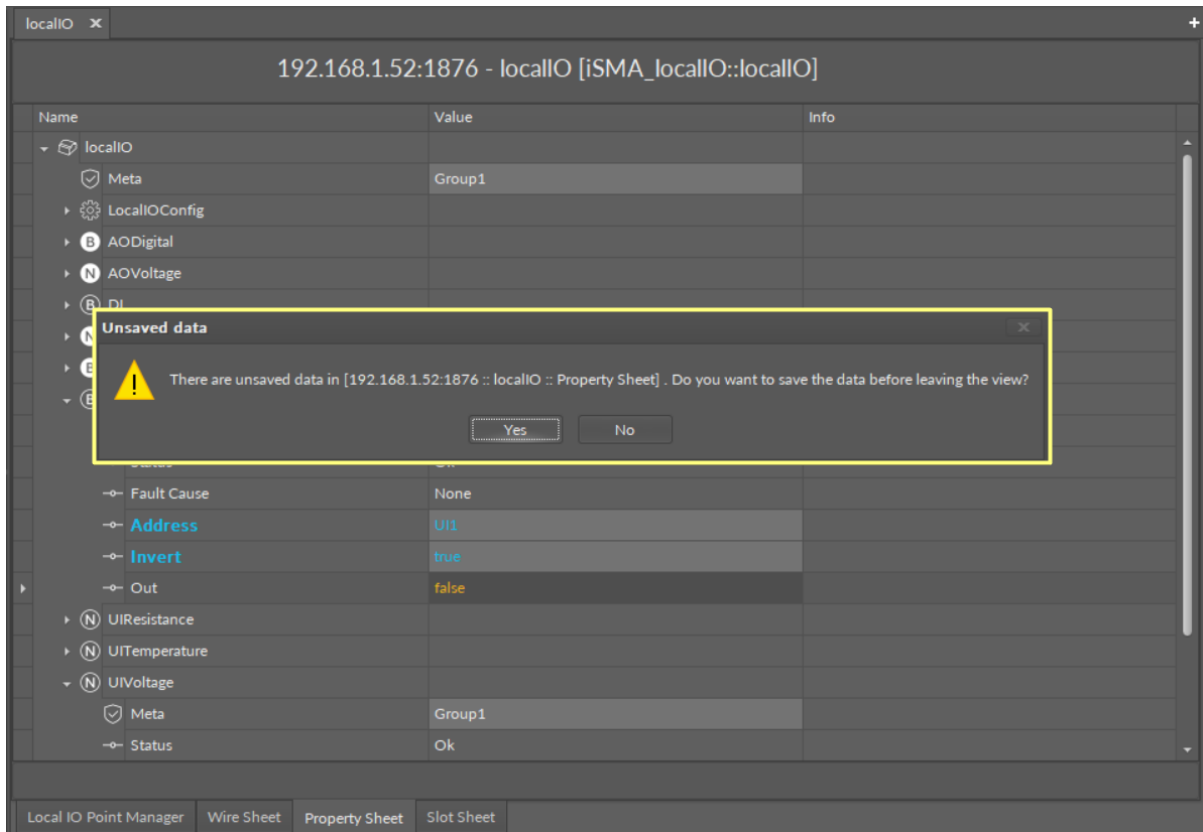 localIO ×
+
192.168.1.52:1876 - localIO [iSMA_localIO::localIO]
Name Value Info
localIO
Meta Group1
LocalIOConfig
B AODigital
N AOVoltage
B DI
Unsaved data
There are unsaved data in [192.168.1.52:1876 :: localIO :: Property Sheet] . Do you want to save the data before leaving the view?
Yes No
Fault Cause None
Address UI1
Invert true
Out false
N UIResistance
N UITemperature
N UIVoltage
Meta Group1
Status Ok
Local IO Point Manager Wire Sheet Property Sheet Slot Sheet